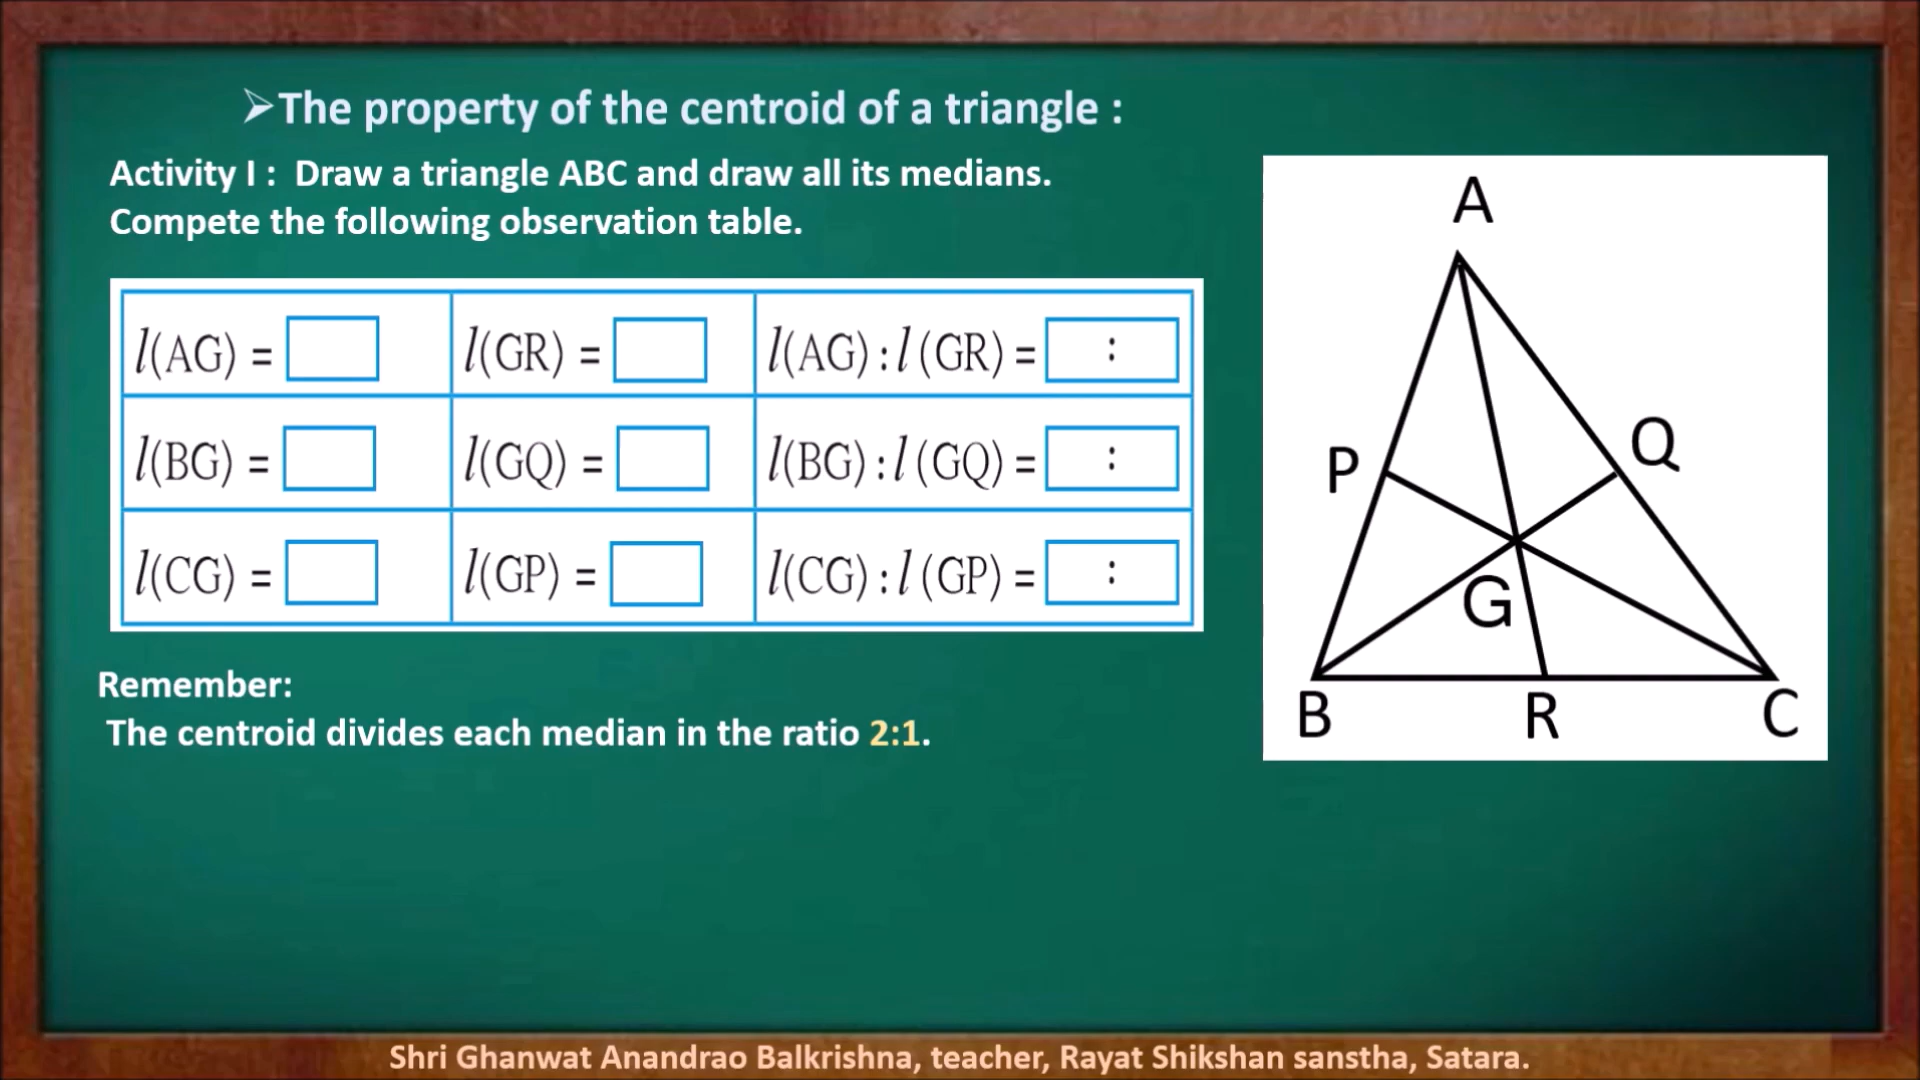 ➢The property of the centroid of a triangle :
Activity I :  Draw a triangle ABC and draw all its medians.
Compete the following observation table.
l(AG) =
l(GR) =
l(AG) : l (GR) = :
l(BG) =
l(GQ) =
l(BG) : l (GQ) = :
l(CG) =
l(GP) =
l(CG) : l (GP) = :
Remember:
The centroid divides each median in the ratio 2:1.
A
P
Q
G
B
R
C
Shri Ghanwat Anandrao Balkrishna, teacher, Rayat Shikshan sanstha, Satara.